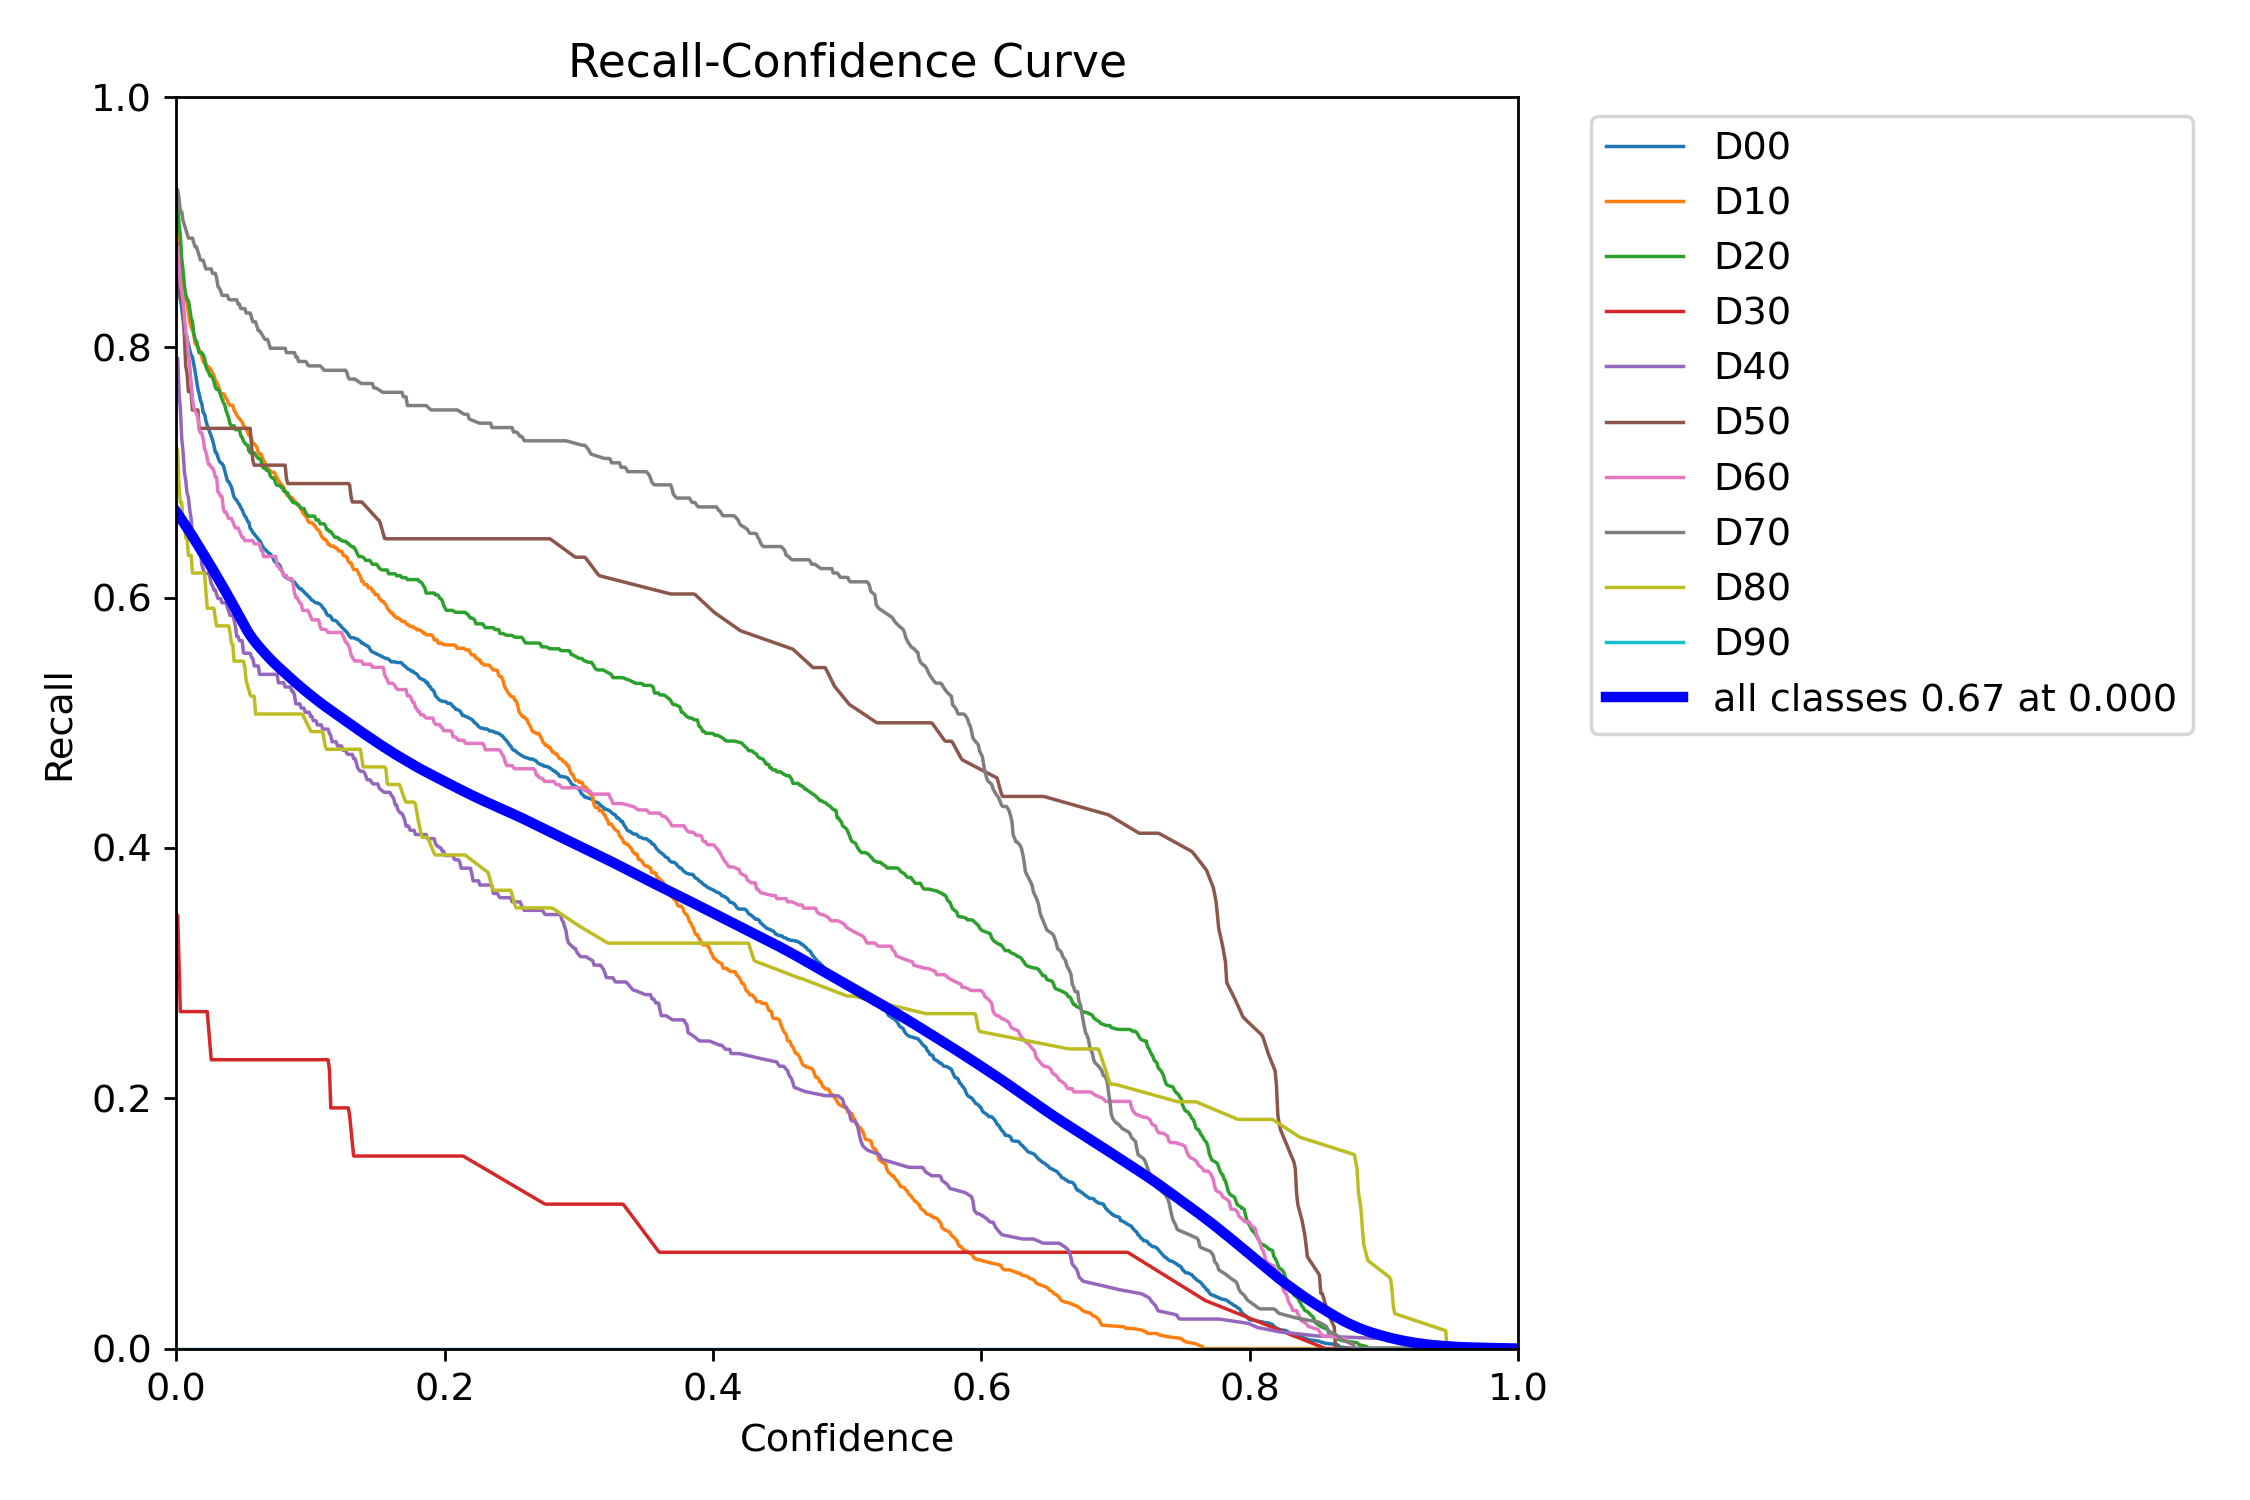 Recall-Confidence Curve
1.0
0.8
0.6
0.4
0.2
0.0
Recall
0.0 0.2 0.4 0.6 0.8 1.0
Confidence
D00
D10
D20
D30
D40
D50
D60
D70
D80
D90
all classes 0.67 at 0.000